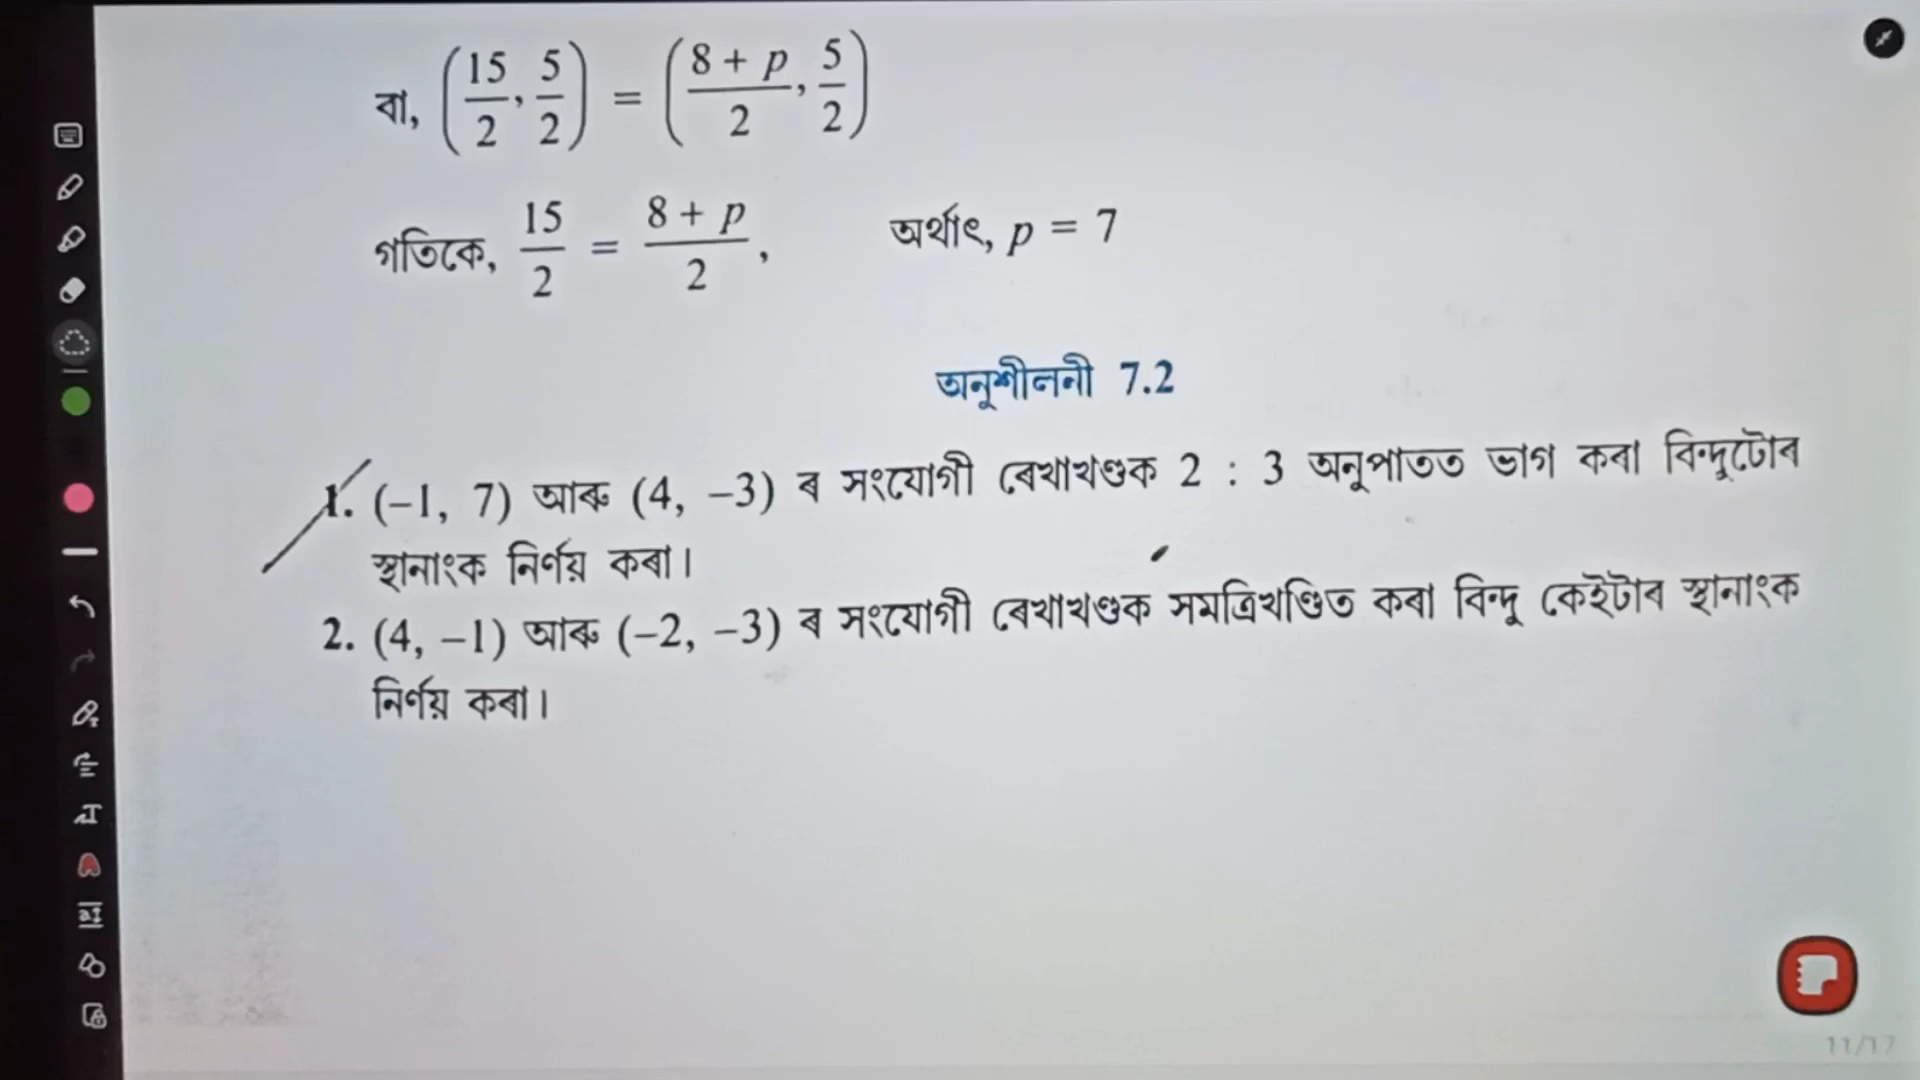 বা, (15/2, 5/2) = (8 + p/2, 5/2)
গতিকে, 15/2 = 8 + p/2, অৰ্থাৎ, p = 7
অনুশীলনী 7.2
1. (−1, 7) আৰু (4, −3) ৰ সংযোগী ৰেখাখণ্ডক 2 : 3 অনুপাতত ভাগ কৰা বিন্দুটোৰ
স্থানাংক নিৰ্ণয় কৰা।
2. (4, −1) আৰু (−2, −3) ৰ সংযোগী ৰেখাখণ্ডক সমত্ৰিখণ্ডিত কৰা বিন্দু কেইটাৰ স্থানাংক
নিৰ্ণয় কৰা।
11/17